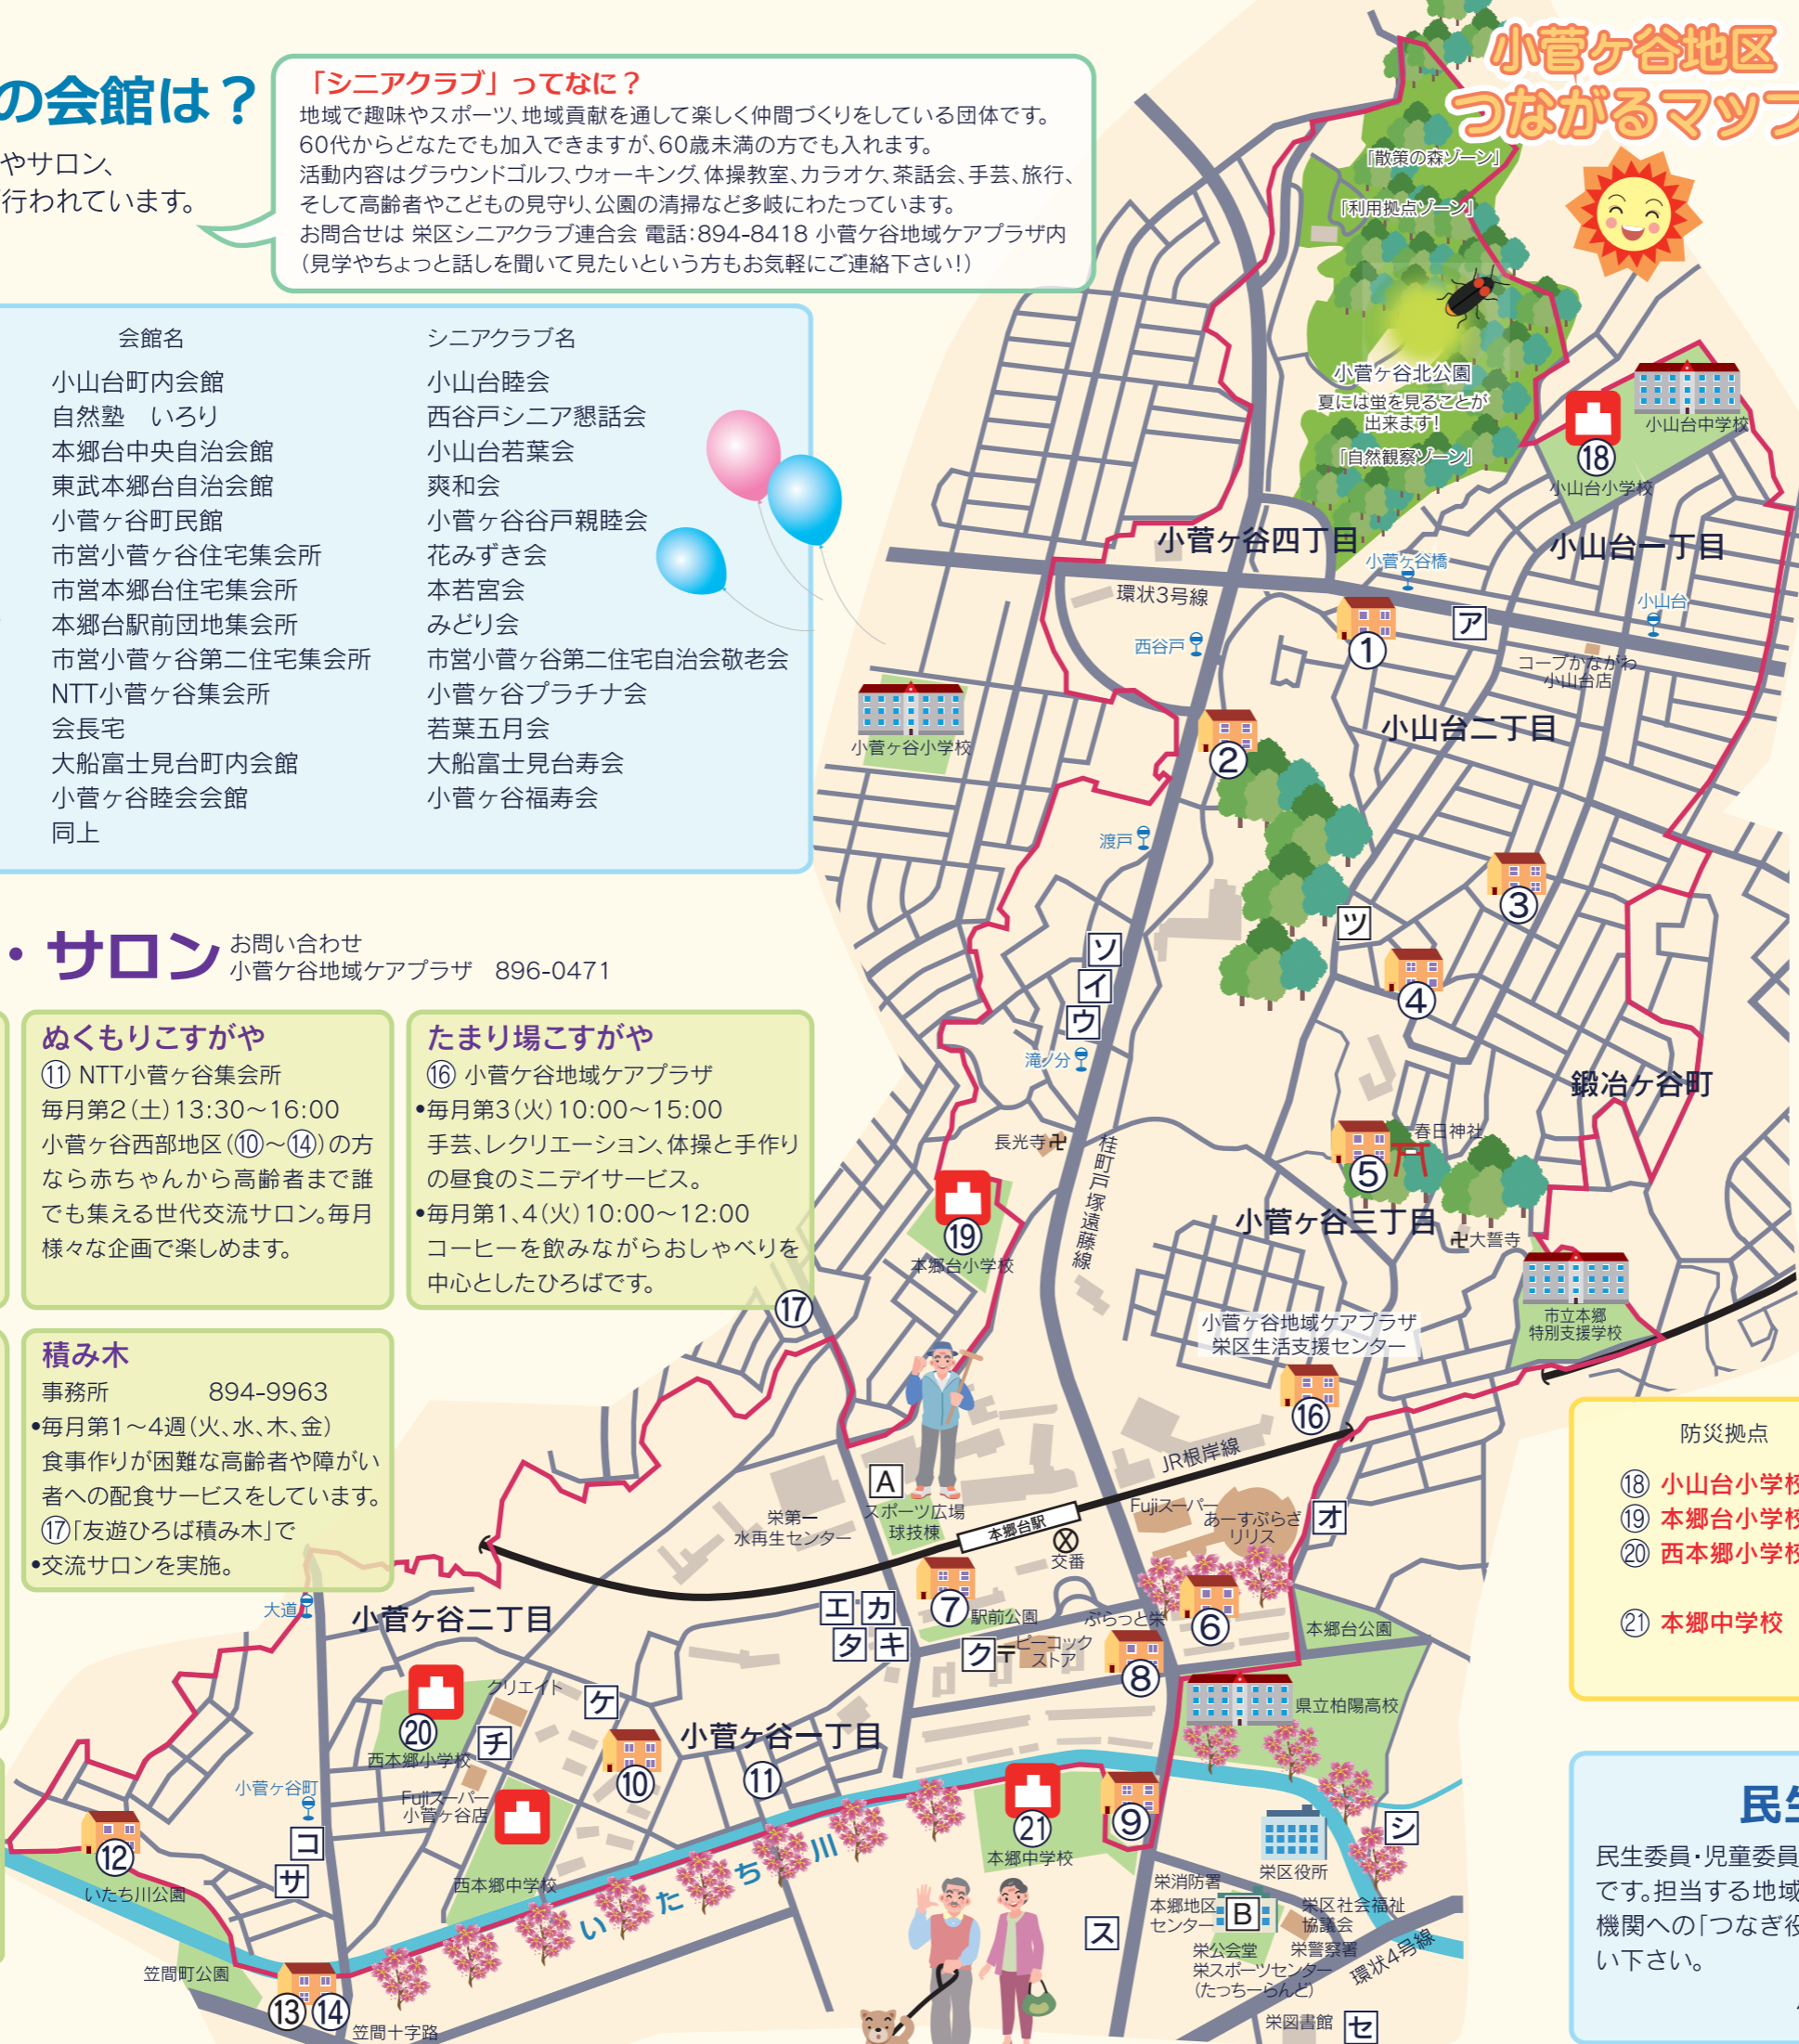 小菅ヶ谷地区
つながるマップ
の会館は？
やサロン、
行われています。
「シニアクラブ」ってなに？
地域で趣味やスポーツ、地域貢献を通して楽しく仲間づくりをしている団体です。
60代からどなたでも加入できますが、60歳未満の方でも入れます。
活動内容はグラウンドゴルフ、ウォーキング、体操教室、カラオケ、茶話会、手芸、旅行、
そして高齢者やこどもの見守り、公園の清掃など多岐にわたっています。
お問合せは 栄区シニアクラブ連合会 電話：894-8418 小菅ケ谷地域ケアプラザ内
（見学やちょっと話しを聞いて見たいという方もお気軽にご連絡下さい！）
会館名 シニアクラブ名
小山台町内会館 小山台睦会
自然塾　いろり 西谷戸シニア懇話会
本郷台中央自治会館 小山台若葉会
東武本郷台自治会館 爽和会
小菅ヶ谷町民館 小菅ヶ谷谷戸親睦会
市営小菅ヶ谷住宅集会所 花みずき会
市営本郷台住宅集会所 本若宮会
本郷台駅前団地集会所 みどり会
市営小菅ヶ谷第二住宅集会所 市営小菅ヶ谷第二住宅自治会敬老会
NTT小菅ヶ谷集会所 小菅ヶ谷プラチナ会
会長宅 若葉五月会
大船富士見台町内会館 大船富士見台寿会
小菅ヶ谷睦会会館 小菅ヶ谷福寿会
同上
・サロン
お問い合わせ
小菅ケ谷地域ケアプラザ　896-0471
ぬくもりこすがや
⑪ NTT小菅ヶ谷集会所
毎月第2（土）13:30～16:00
小菅ヶ谷西部地区（⑩～⑭）の方
なら赤ちゃんから高齢者まで誰
でも集える世代交流サロン。毎月
様々な企画で楽しめます。
たまり場こすがや
⑯ 小菅ケ谷地域ケアプラザ
•毎月第3（火）10:00～15:00
手芸、レクリエーション、体操と手作り
の昼食のミニデイサービス。
•毎月第1、4（火）10:00～12:00
コーヒーを飲みながらおしゃべりを
中心としたひろばです。
積み木
事務所 894-9963
•毎月第1～4週（火、水、木、金）
食事作りが困難な高齢者や障がい
者への配食サービスをしています。
⑰「友遊ひろば積み木」で
•交流サロンを実施。
「散策の森ゾーン」
「利用拠点ゾーン」
小菅ヶ谷北公園
夏には蛍を見ることが
出来ます！
「自然観察ゾーン」
小山台中学校
⑱
小山台小学校
小菅ヶ谷四丁目
小山台一丁目
小菅ヶ谷橋
小山台
環状3号線
西谷戸
①
ア
コープかながわ
小山台店
小菅ヶ谷小学校
②
小山台二丁目
渡戸
③
ツ
④
ソ
イ
ウ
滝ノ分
鍛冶ヶ谷町
長光寺
桂町戸塚遠藤線
春日神社
⑤
小菅ヶ谷三丁目
大誓寺
⑲
本郷台小学校
⑰
市立本郷
特別支援学校
小菅ヶ谷地域ケアプラザ
栄区生活支援センター
⑯
JR根岸線
A
スポーツ広場
球技棟
栄第一
水再生センター
本郷台駅
交番
Fujiスーパー
あーすぷらざ
リリス
オ
エ
カ
タ
キ
⑦
駅前公園
ぷらっと栄
⑥
本郷台公園
ク
〒
ピーコック
ストア
⑧
県立柏陽高校
大道
小菅ヶ谷二丁目
⑳
西本郷小学校
クリエイト
ケ
チ
⑩
小菅ヶ谷一丁目
⑪
小菅ヶ谷町
Fujiスーパー
小菅ヶ谷店
コ
サ
⑫
いたち川公園
西本郷中学校
いたち川
㉑
本郷中学校
⑨
シ
栄区役所
栄消防署
本郷地区
センター
B
栄区社会福祉
協議会
栄公会堂
栄警察署
栄スポーツセンター
（たっちーらんど）
環状4号線
ス
栄図書館
セ
笠間町公園
⑬
⑭
笠間十字路
防災拠点
⑱ 小山台小学校
⑲ 本郷台小学校
⑳ 西本郷小学校
㉑ 本郷中学校
民生
民生委員・児童委員
です。担当する地域
機関への「つなぎ役
い下さい。